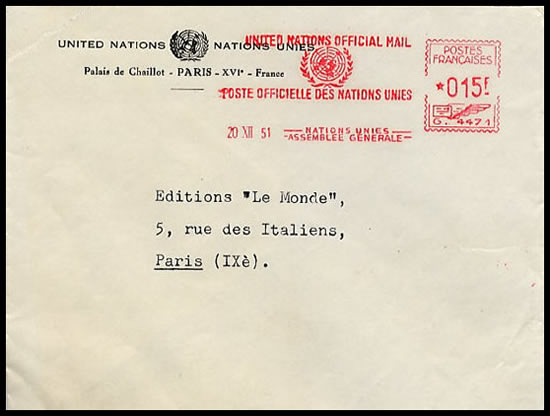 UNITED NATIONS NATIONS UNIES
Palais de Chaillot - PARIS - XVIᵉ - France
UNITED NATIONS OFFICIAL MAIL
POSTE OFFICIELLE DES NATIONS UNIES
20 XII 51
NATIONS UNIES
ASSEMBLEE GENERALE
POSTES
FRANÇAISES
*015F
G. 4471
Editions "Le Monde",
5, rue des Italiens,
Paris (IXè).